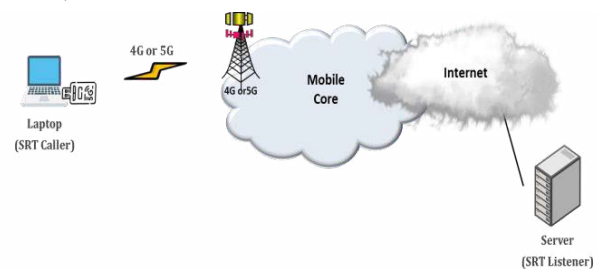 4G or 5G
4G or5G
Mobile
Core
Internet
Laptop
(SRT Caller)
Server
(SRT Listener)